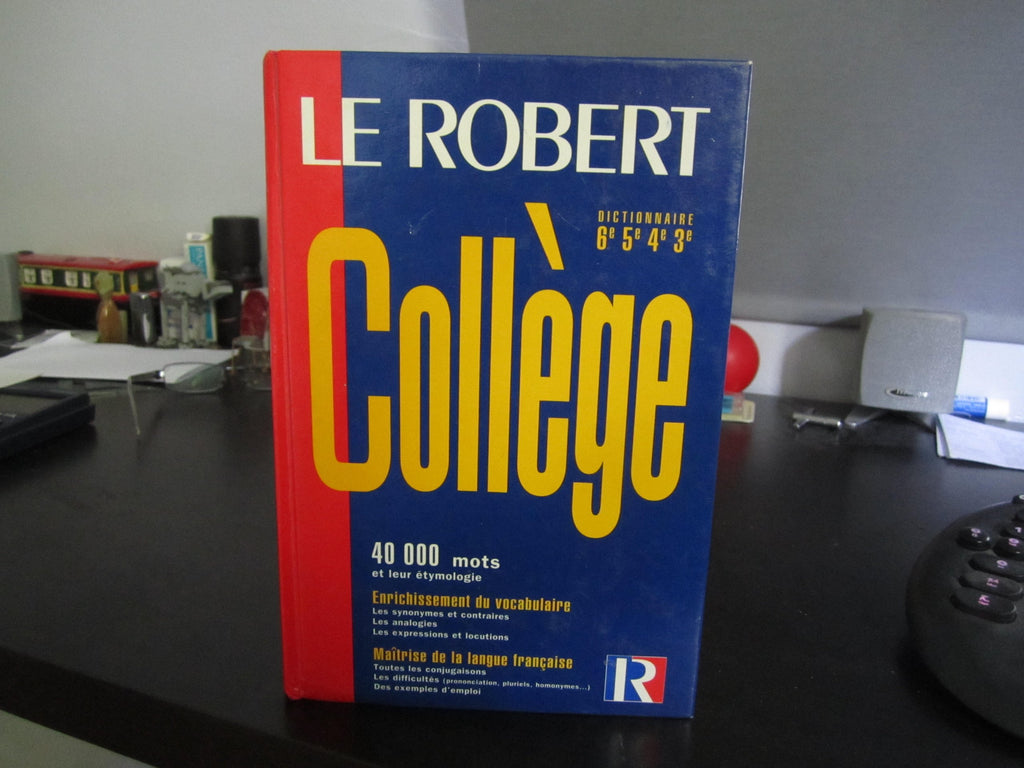 LE ROBERT
DICTIONNAIRE
6e 5e 4e 3e
Collège
40 000 mots
et leur étymologie
Enrichissement du vocabulaire
Les synonymes et contraires
Les analogies
Les expressions et locutions
Maîtrise de la langue française
Toutes les conjugaisons
Les difficultés (prononciation, pluriels, homonymes...)
Des exemples d'emploi
R